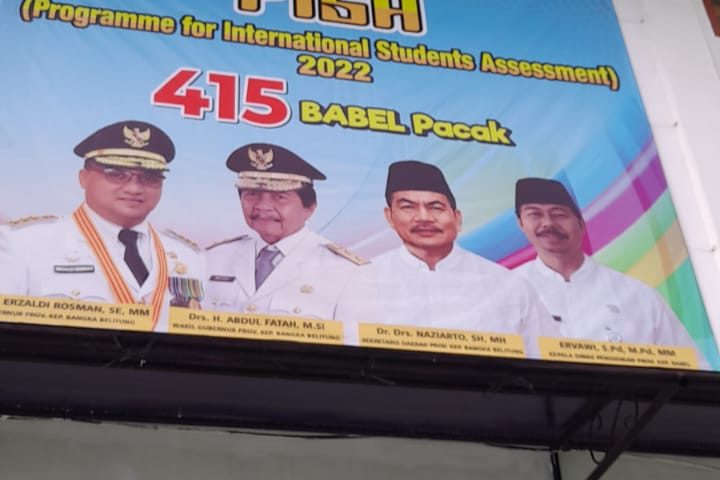 PISA
(Programme for International Students Assessment)
2022
415 BABEL Pacak
ERZALDI ROSMAN, SE, MM
GUBERNUR PROV. KEP. BANGKA BELITUNG
Drs. H. ABDUL FATAH, M.Si
WAKIL GUBERNUR PROV. KEP. BANGKA BELITUNG
Dr. Drs. NAZIARTO, SH, MH
SEKRETARIS DAERAH PROV. KEP. BANGKA BELITUNG
ERVAWI, S.Pd, M.Pd, MM
KEPALA DINAS PENDIDIKAN PROV. KEP. BABEL